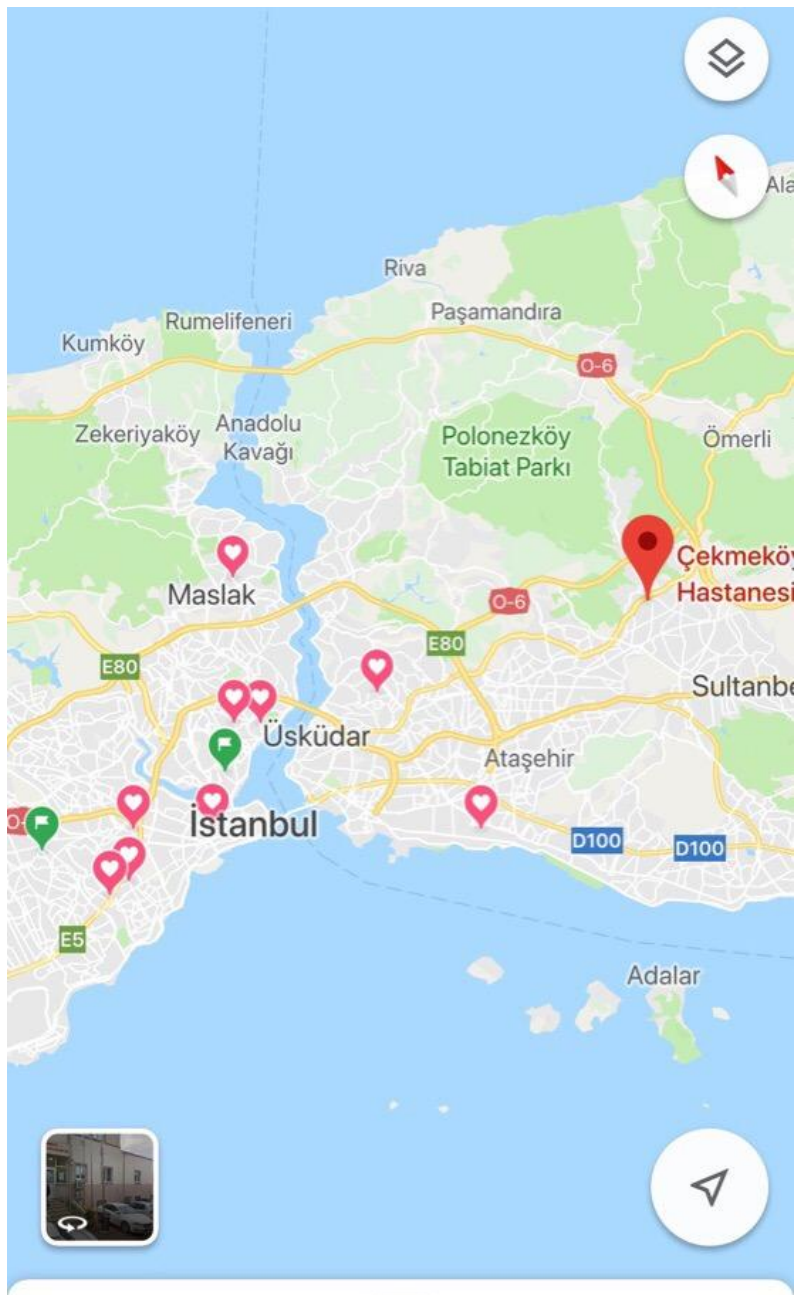 Ala
Riva
Paşamandıra
Rumelifeneri
Kumköy
O-6
Zekeriyaköy
Anadolu
Kavağı
Polonezköy
Tabiat Parkı
Ömerli
Çekmeköy
Hastanesi
Maslak
O-6
E80
E80
Sultanbe
Üsküdar
Ataşehir
İstanbul
O-
D100
D100
E5
Adalar